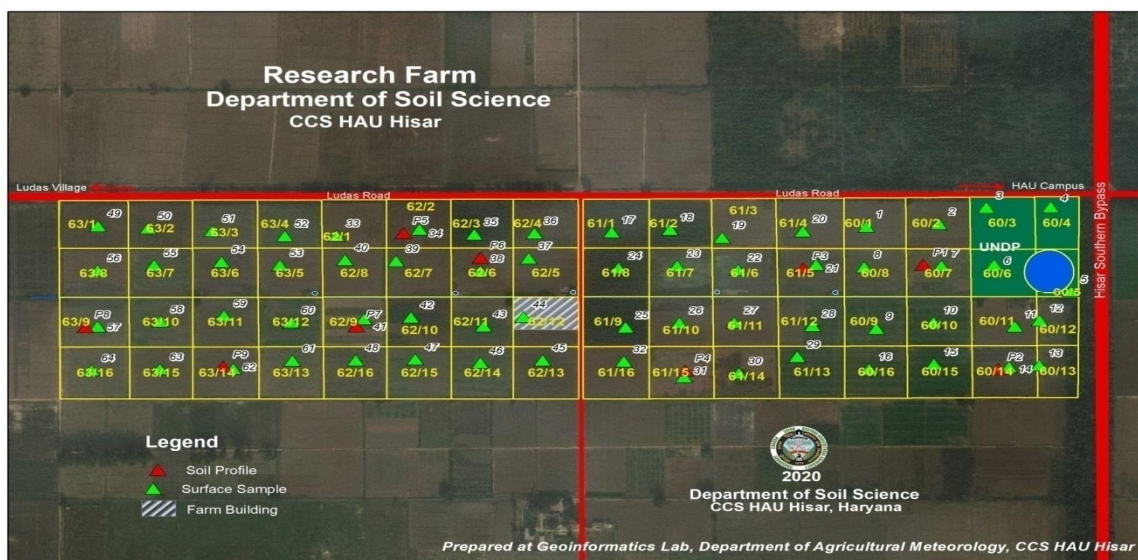 Research Farm
Department of Soil Science
CCS HAU Hisar
Ludas Village
Ludas Road
Ludas Road
HAU Campus
Hisar Southern Bypass
63/1 49 63/2 50 63/3 51 63/4 52 62/1 33 62/2 P5 34 62/3 35 62/4 36 61/1 17 61/2 18 61/3 19 61/4 20 60/1 1 60/2 2 60/3 3 60/4 4
UNDP
63/8 56 63/7 55 63/6 54 63/5 53 62/8 40 62/7 39 62/6 P6 38 62/5 37 61/8 24 61/7 23 61/6 22 61/5 P3 21 60/8 8 60/7 P1 7 60/6 6 60/5 5
63/9 P8 57 63/10 58 63/11 59 63/12 60 62/9 P7 41 62/10 42 62/11 43 62/12 44 61/9 25 61/10 26 61/11 27 61/12 28 60/9 9 60/10 10 60/11 11 60/12 12
63/16 64 63/15 63 63/14 P9 62 63/13 61 62/16 48 62/15 47 62/14 46 62/13 45 61/16 32 61/15 P4 31 61/14 30 61/13 29 60/16 16 60/15 15 60/14 P2 14 60/13 13
Legend
Soil Profile
Surface Sample
Farm Building
2020
Department of Soil Science
CCS HAU Hisar, Haryana
Prepared at Geoinformatics Lab, Department of Agricultural Meteorology, CCS HAU Hisar